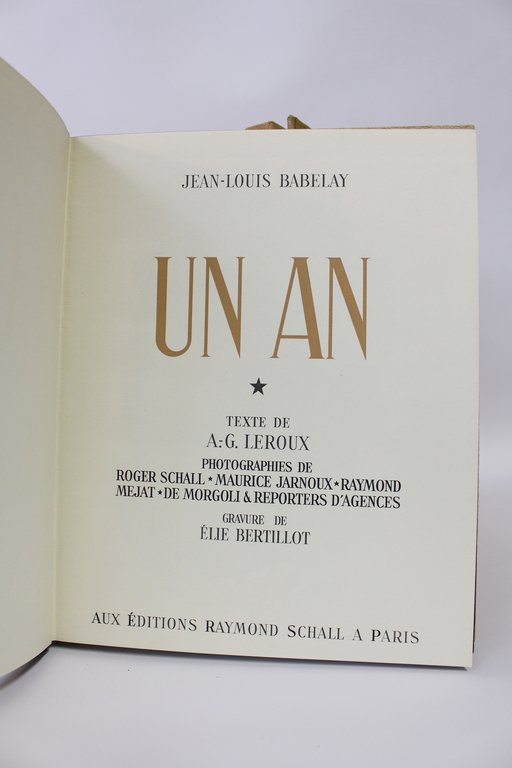 JEAN-LOUIS BABELAY
UN AN
★
TEXTE DE
A.-G. LEROUX
PHOTOGRAPHIES DE
ROGER SCHALL ★ MAURICE JARNOUX ★ RAYMOND
MEJAT ★ DE MORGOLI & REPORTERS D'AGENCES
GRAVURE DE
ÉLIE BERTILLOT
AUX ÉDITIONS RAYMOND SCHALL A PARIS